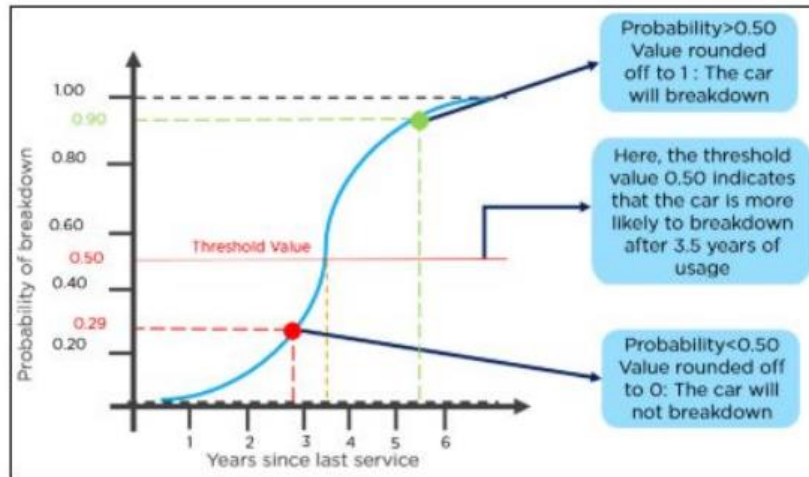 Probability>0.50
Value rounded
off to 1 : The car
will breakdown
1.00
0.90
0.80
0.60
Threshold Value
0.50
0.40
0.29
0.20
Probability of breakdown
Here, the threshold
value 0.50 indicates
that the car is more
likely to breakdown
after 3.5 years of
usage
Probability<0.50
Value rounded off
to 0: The car will
not breakdown
1 2 3 4 5 6
Years since last service